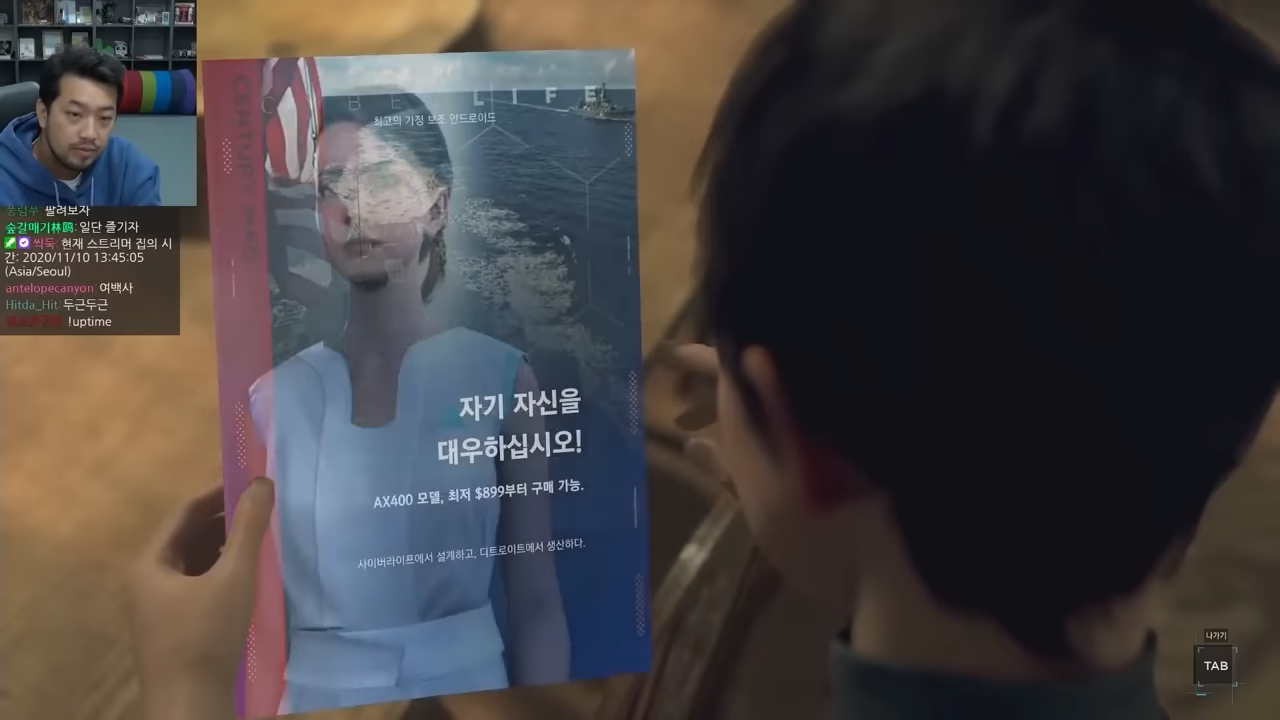 팔려보자
숲갈매기林鷗: 일단 즐기자
싹둑: 현재 스트리머 집의 시
간: 2020/11/10 13:45:05
(Asia/Seoul)
antelopecanyon: 여백사
Hitda_Hit: 두근두근
!uptime
LIFE
최고의 가정 보조 안드로이드
자기 자신을
대우하십시오!
AX400 모델, 최저 $899부터 구매 가능.
사이버라이프에서 설계하고, 디트로이트에서 생산하다.
나가기
TAB